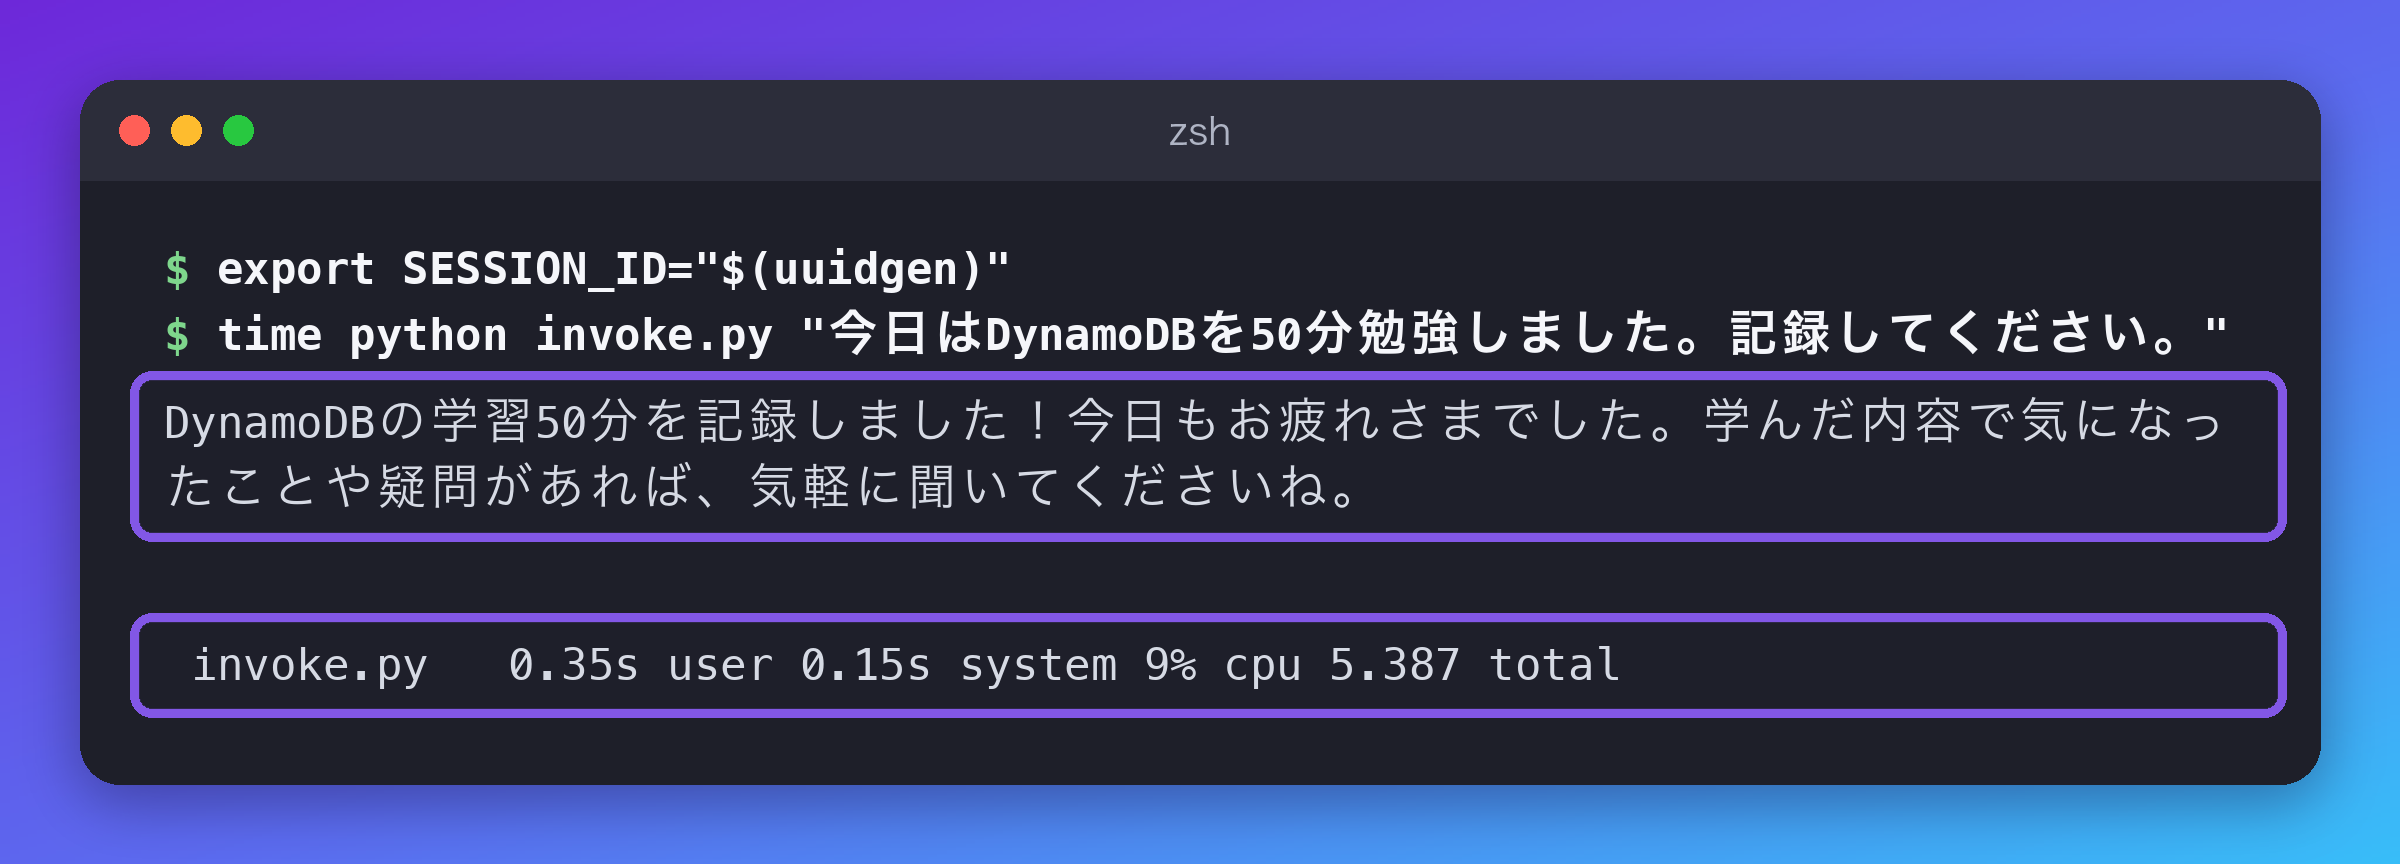 zsh
$ export SESSION_ID="$(uuidgen)"
$ time python invoke.py "今日はDynamoDBを50分勉強しました。記録してください。"
DynamoDBの学習50分を記録しました！今日もお疲れさまでした。学んだ内容で気になっ
たことや疑問があれば、気軽に聞いてくださいね。
invoke.py   0.35s user 0.15s system 9% cpu 5.387 total